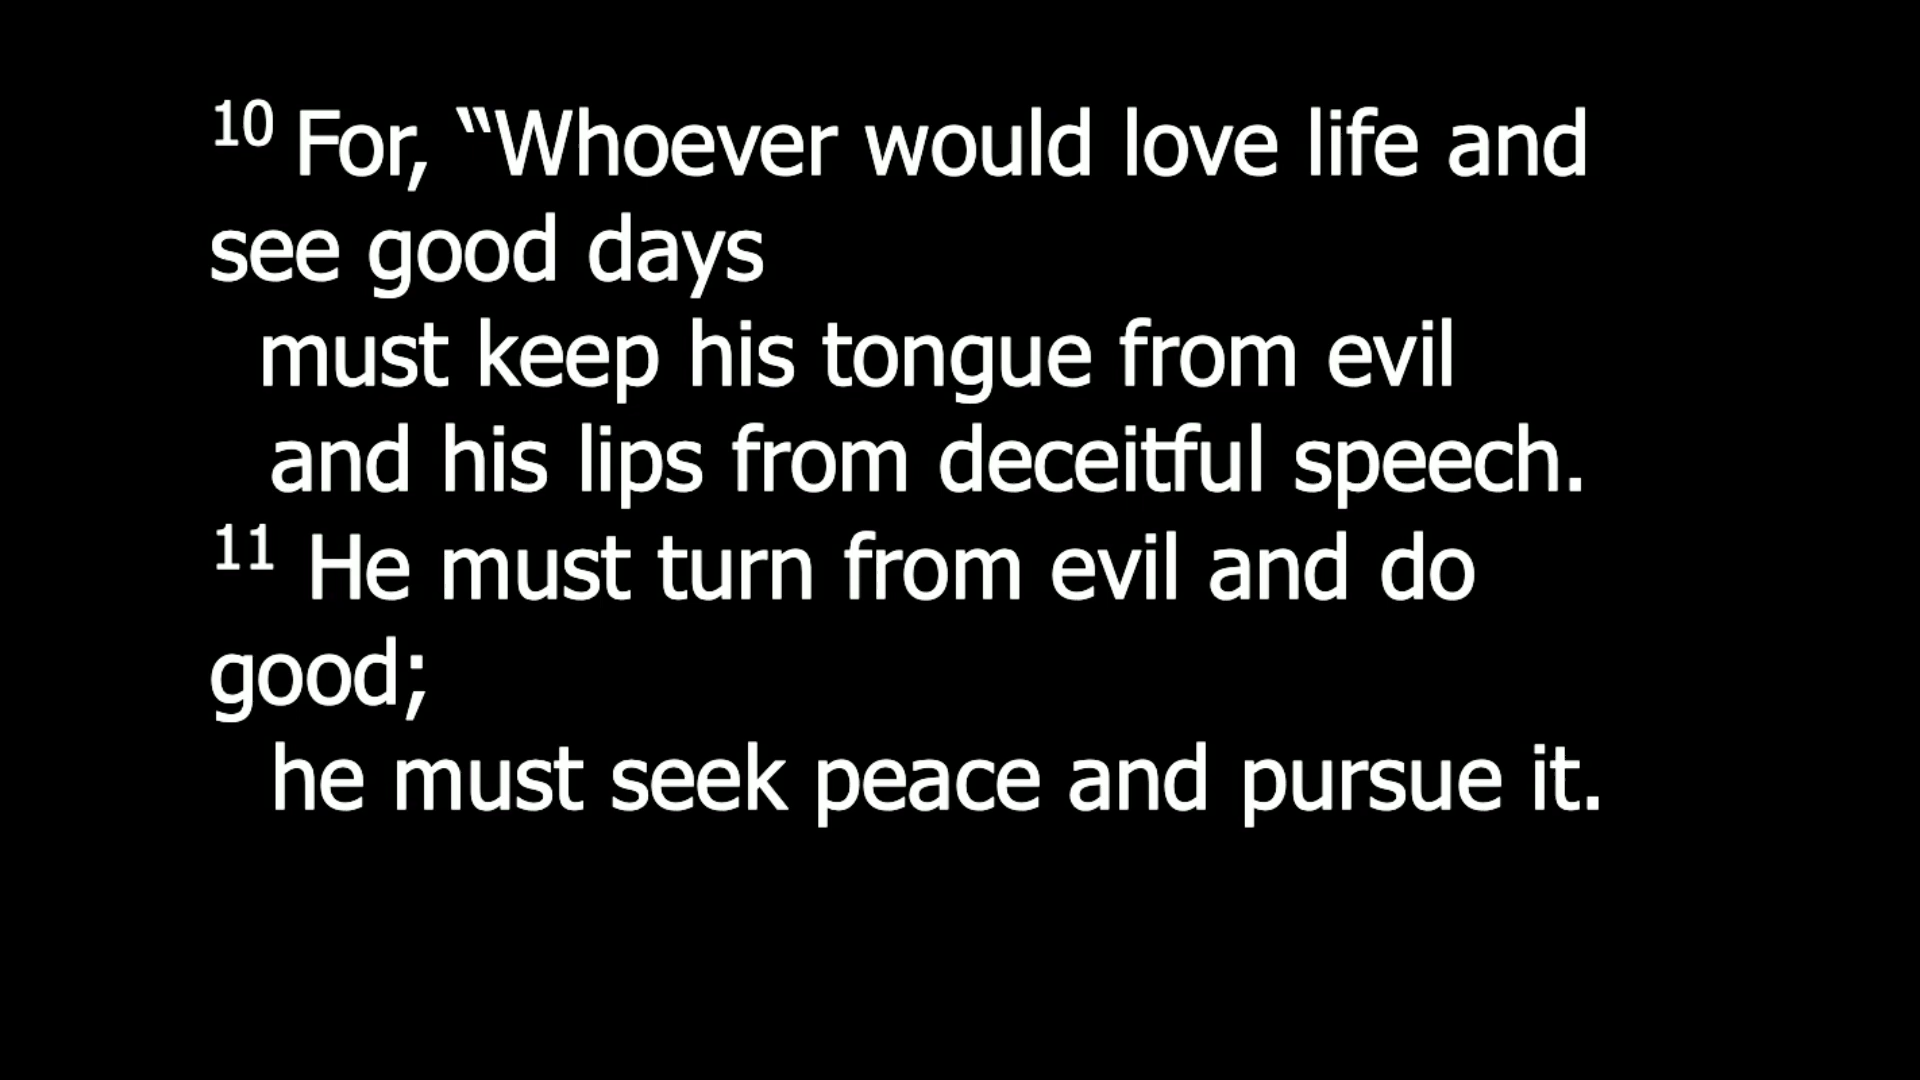 10 For, “Whoever would love life and
see good days
must keep his tongue from evil
and his lips from deceitful speech.
11 He must turn from evil and do
good;
he must seek peace and pursue it.